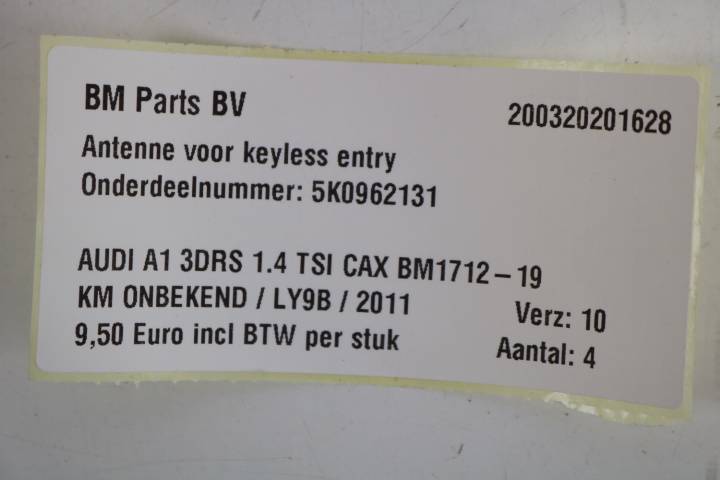 BM Parts BV 200320201628
Antenne voor keyless entry
Onderdeelnummer: 5K0962131
AUDI A1 3DRS 1.4 TSI CAX BM1712-19
KM ONBEKEND / LY9B / 2011 Verz: 10
9,50 Euro incl BTW per stuk Aantal: 4